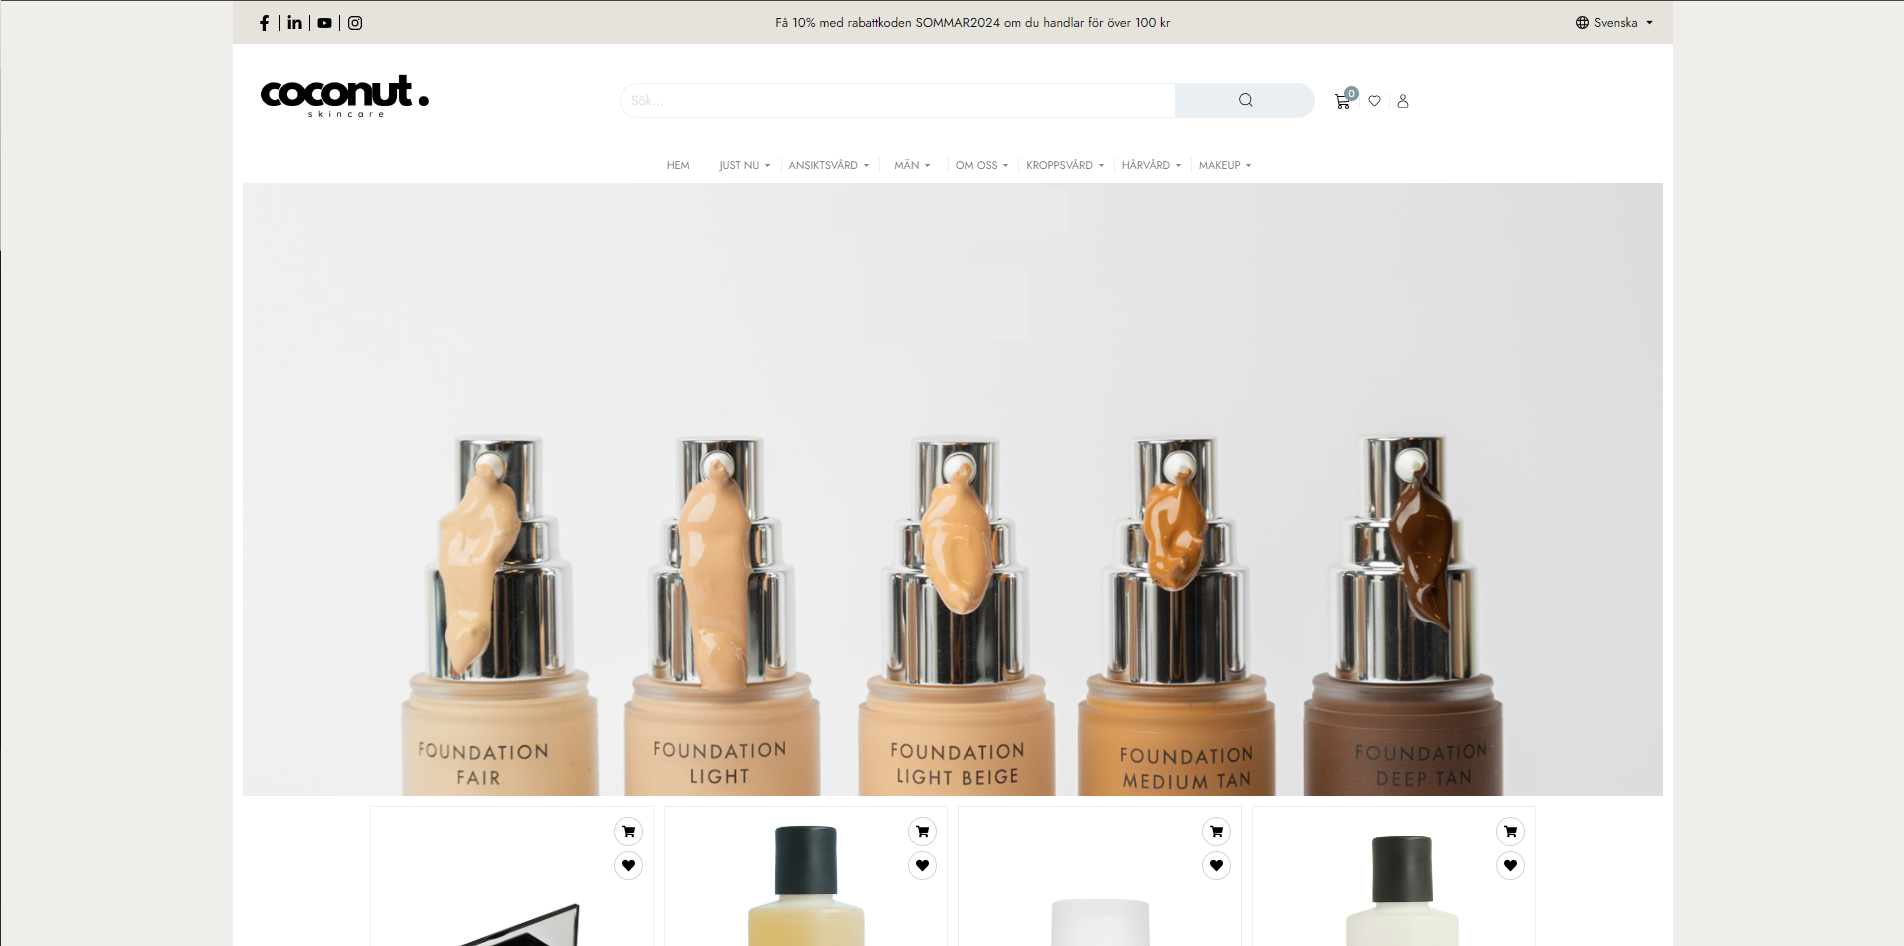 Få 10% med rabattkoden SOMMAR2024 om du handlar för över 100 kr
Svenska
coconut.
skincare
Sök...
0
HEM JUST NU ANSIKTSVÅRD MÄN OM OSS KROPPSVÅRD HÅRVÅRD MAKEUP
FOUNDATION
FAIR
FOUNDATION
LIGHT
FOUNDATION
LIGHT BEIGE
FOUNDATION
MEDIUM TAN
FOUNDATION
DEEP TAN